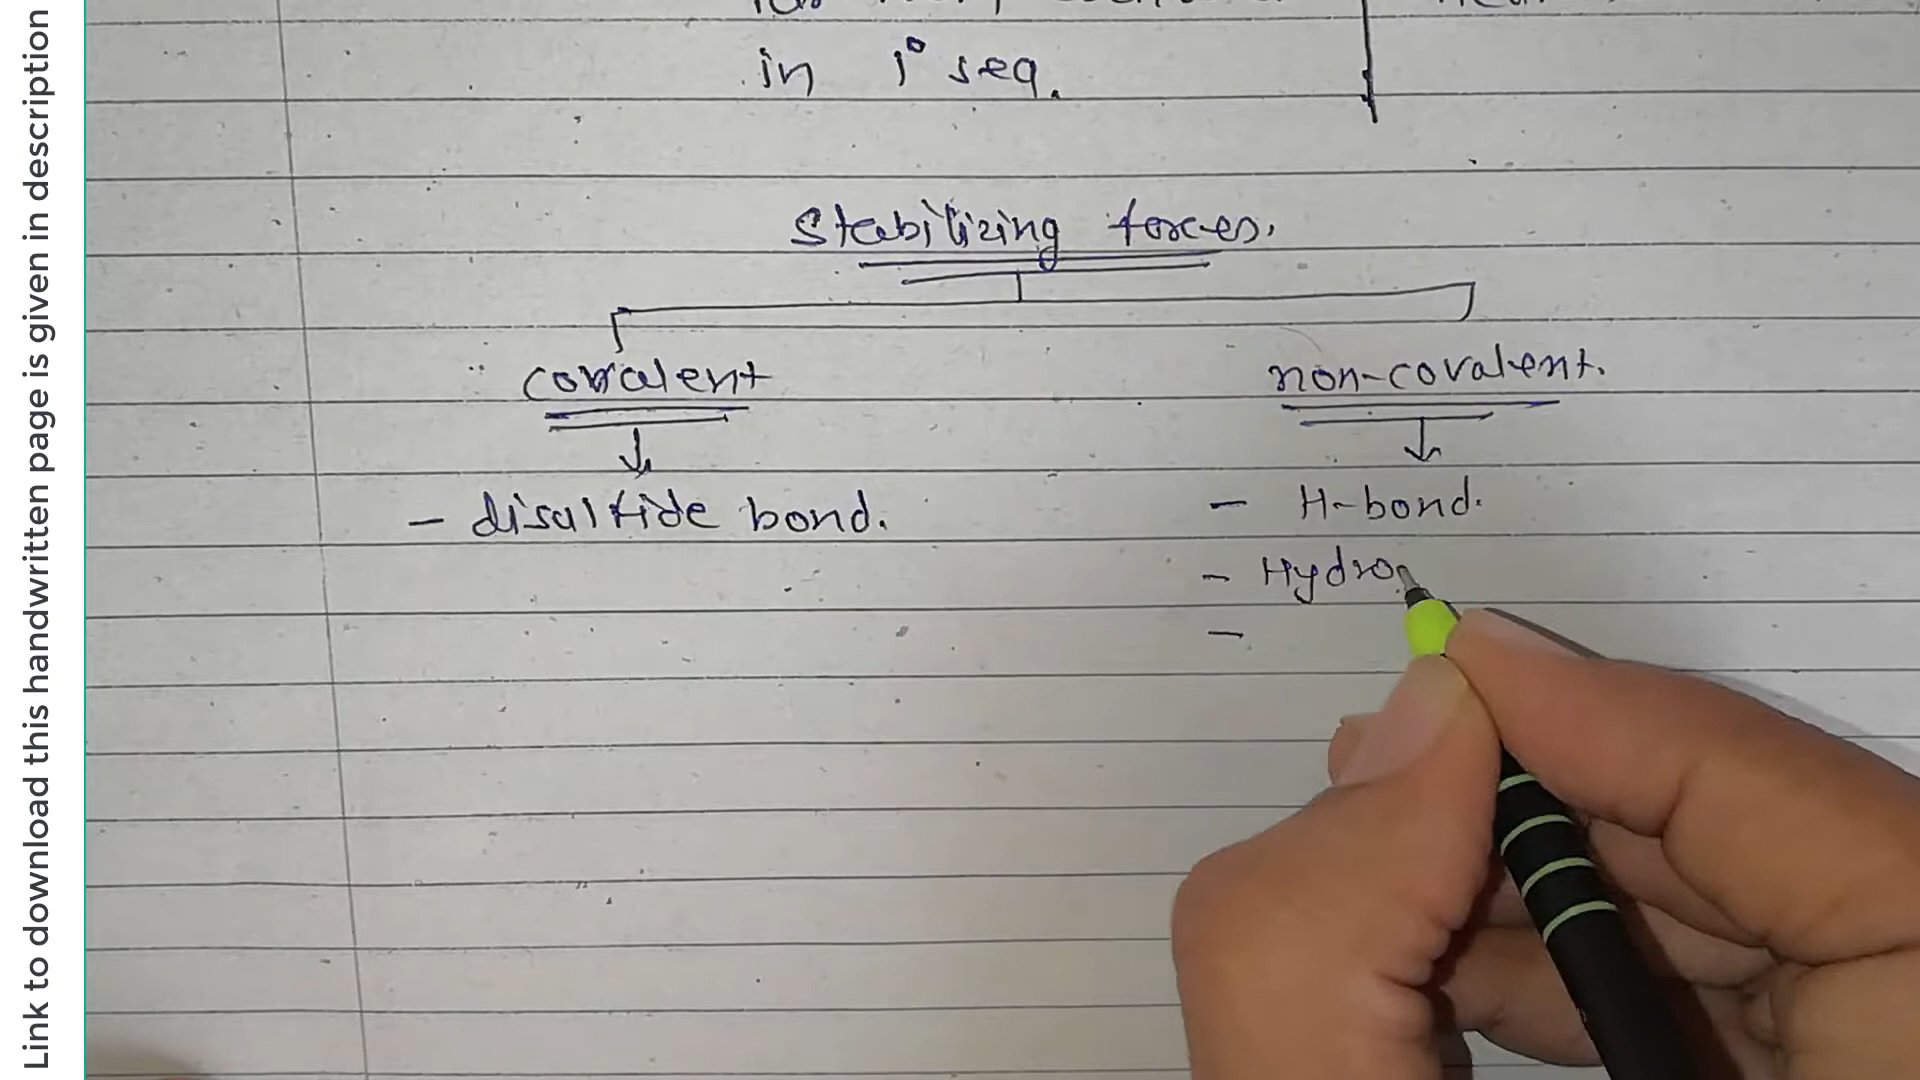 Link to download this handwritten page is given in description
in 1° seq.
Stabilizing forces.
covalent
non-covalent.
- disulfide bond.
- H-bond.
- Hydro
-